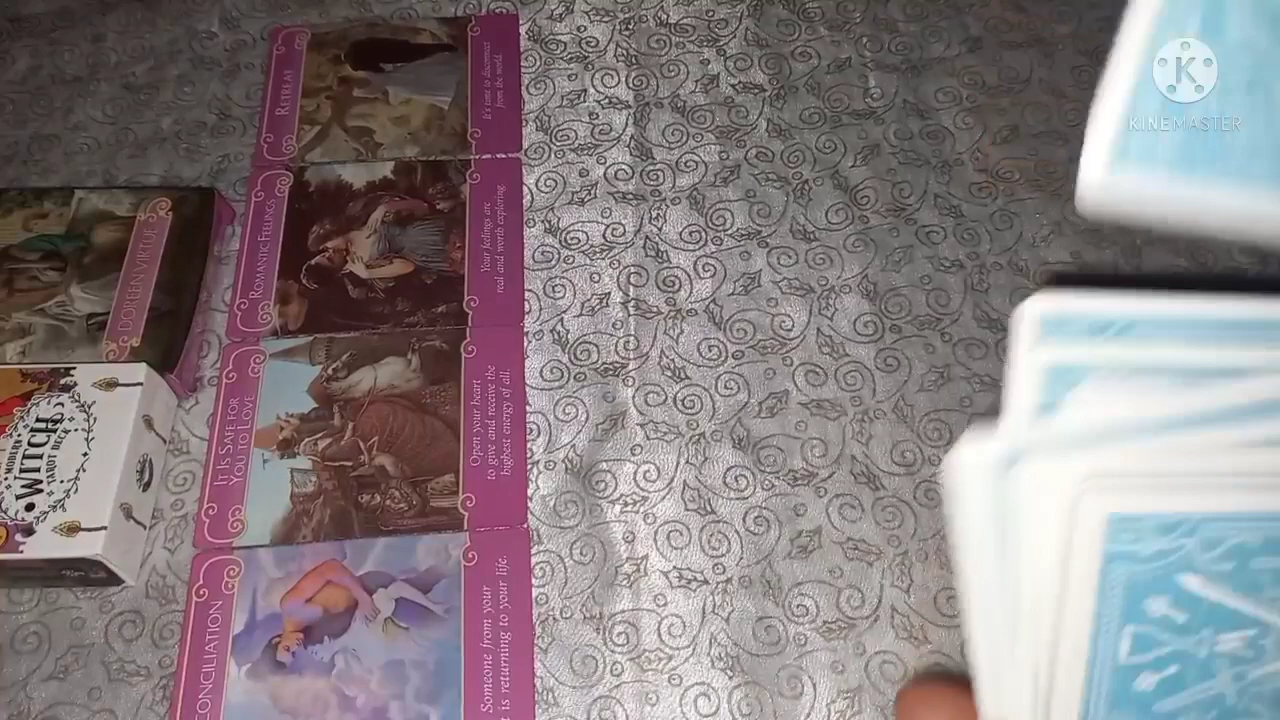 RETREAT
It's time to disconnect
from the world.
ROMANTIC FEELINGS
Your feelings are
real and worth exploring.
IT IS SAFE FOR
YOU TO LOVE
Open your heart
to give and receive the
highest energy of all.
CONCILIATION
Someone from your
t is returning to your life.
DOREEN VIRTUE
MODERN
WITCH
TAROT DECK
K
KINEMASTER